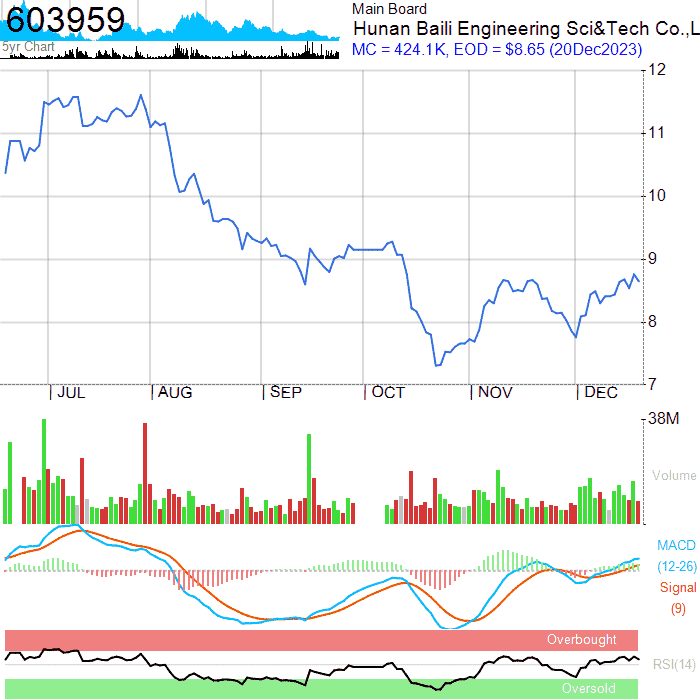 603959
5yr Chart
Main Board
Hunan Baili Engineering Sci&Tech Co.,L
MC = 424.1K, EOD = $8.65 (20Dec2023)
12
11
10
9
8
7
JUL AUG SEP OCT NOV DEC
38M
Volume
MACD
(12-26)
Signal
(9)
Overbought
RSI(14)
Oversold